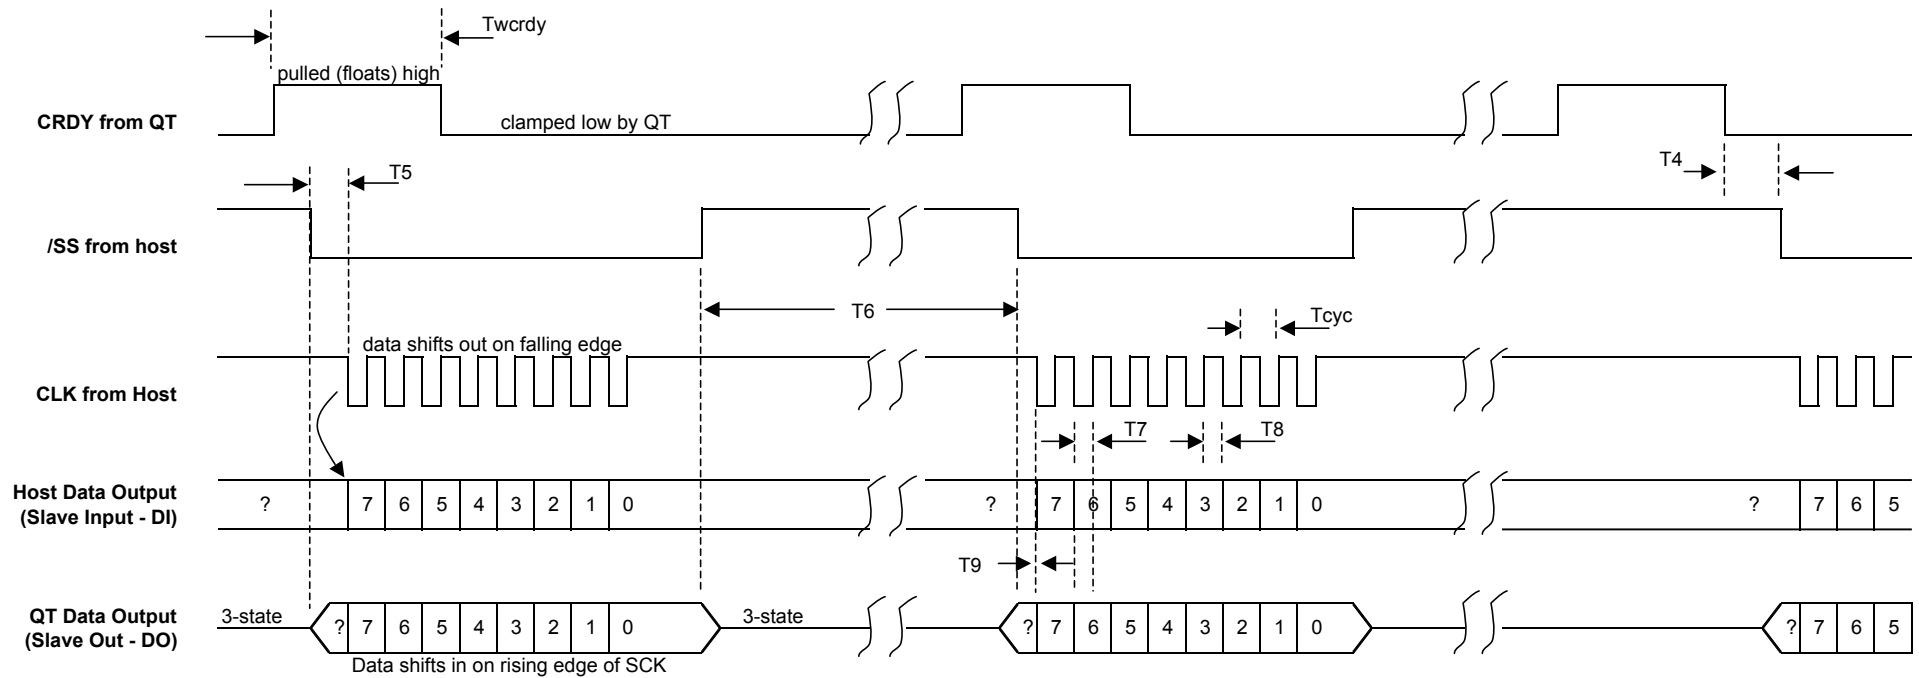 Twcrdy
pulled (floats) high
CRDY from QT
clamped low by QT
T5
T4
/SS from host
T6
Tcyc
data shifts out on falling edge
CLK from Host
T7
T8
Host Data Output
(Slave Input - DI)
? 7 6 5 4 3 2 1 0 ? 7 6 5 4 3 2 1 0 ? 7 6 5
T9
QT Data Output
(Slave Out - DO)
3-state ? 7 6 5 4 3 2 1 0 3-state ? 7 6 5 4 3 2 1 0 ? 7 6 5
Data shifts in on rising edge of SCK